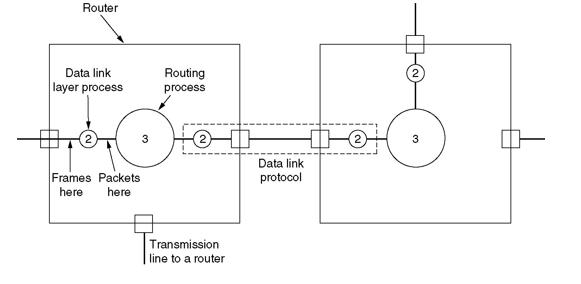 Router
Data link
layer process
Routing
process
2
3
2
2
3
2
Frames
here
Packets
here
Data link
protocol
Transmission
line to a router